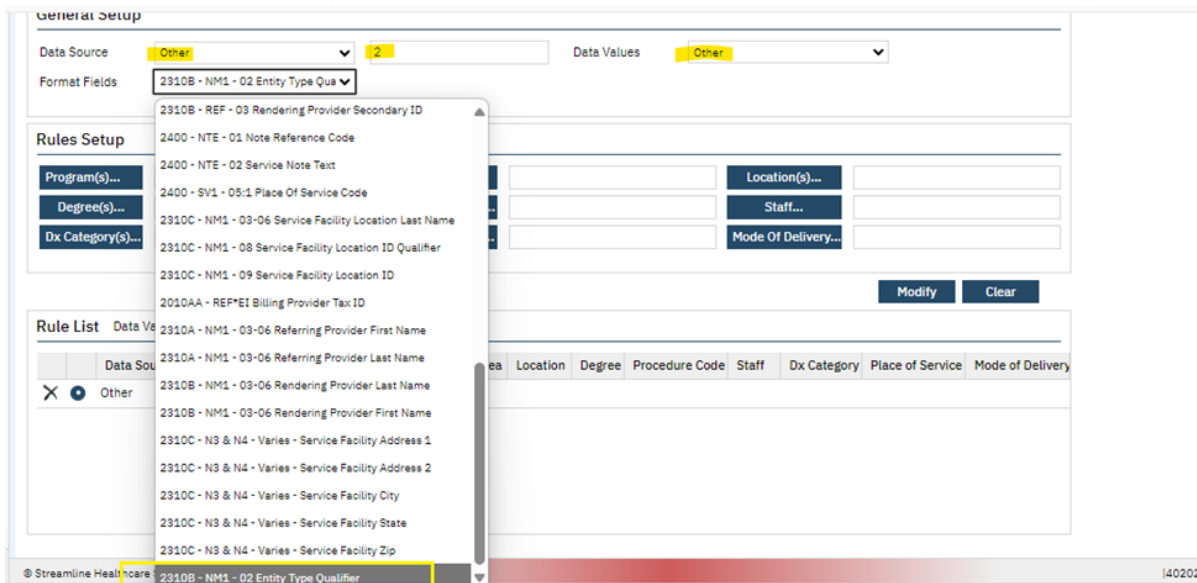 General Setup
Data Source Other 2 Data Values Other
Format Fields 2310B - NM1 - 02 Entity Type Qua
2310B - REF - 03 Rendering Provider Secondary ID
2400 - NTE - 01 Note Reference Code
2400 - NTE - 02 Service Note Text
2400 - SV1 - 05:1 Place Of Service Code
2310C - NM1 - 03-06 Service Facility Location Last Name
2310C - NM1 - 08 Service Facility Location ID Qualifier
2310C - NM1 - 09 Service Facility Location ID
2010AA - REF*EI Billing Provider Tax ID
2310A - NM1 - 03-06 Referring Provider First Name
2310A - NM1 - 03-06 Referring Provider Last Name
2310B - NM1 - 03-06 Rendering Provider Last Name
2310B - NM1 - 03-06 Rendering Provider First Name
2310C - N3 & N4 - Varies - Service Facility Address 1
2310C - N3 & N4 - Varies - Service Facility Address 2
2310C - N3 & N4 - Varies - Service Facility City
2310C - N3 & N4 - Varies - Service Facility State
2310C - N3 & N4 - Varies - Service Facility Zip
2310B - NM1 - 02 Entity Type Qualifier
Rules Setup
Program(s)... Location(s)...
Degree(s)... Staff...
Dx Category(s)... Mode Of Delivery...
Modify Clear
Rule List Data Va
Data Sou ea Location Degree Procedure Code Staff Dx Category Place of Service Mode of Delivery
Other
© Streamline Healthcare |40202